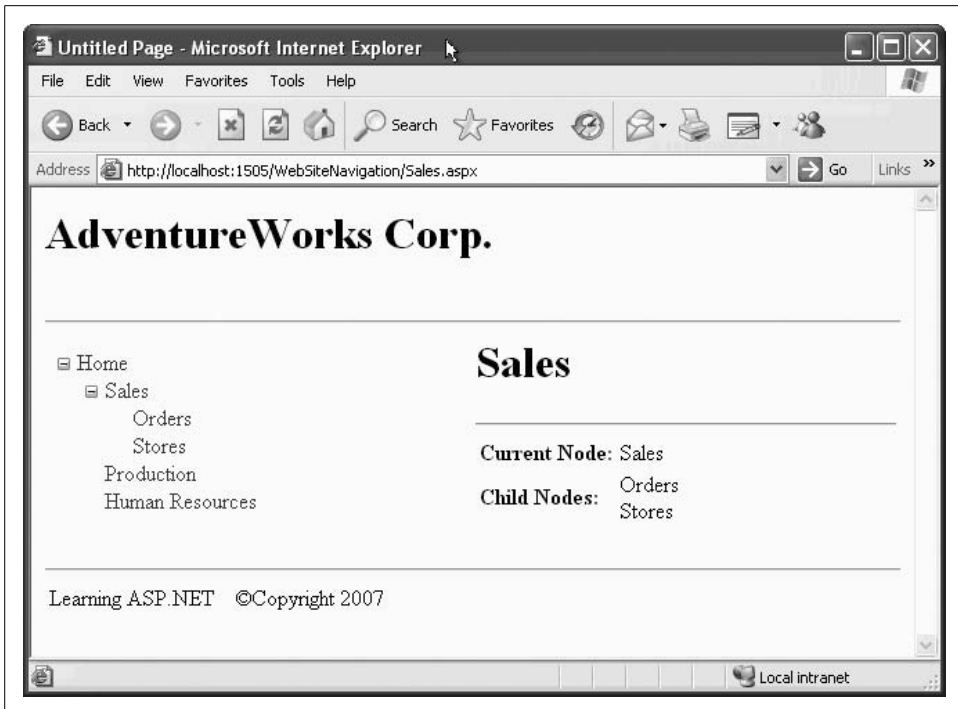 Untitled Page - Microsoft Internet Explorer
File Edit View Favorites Tools Help
Back Search Favorites
Address http://localhost:1505/WebSiteNavigation/Sales.aspx Go Links »
AdventureWorks Corp.
Home
Sales
Orders
Stores
Production
Human Resources
Sales
Current Node: Sales
Child Nodes: Orders
Stores
Learning ASP.NET ©Copyright 2007
Local intranet